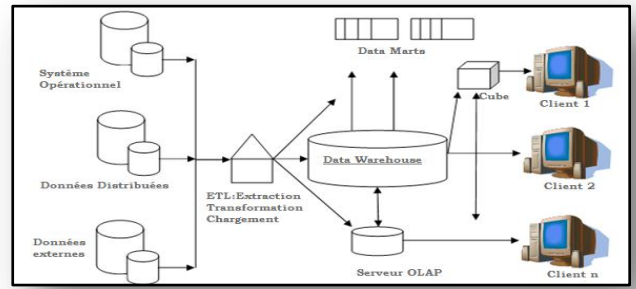 Système
Opérationnel
Données Distribuées
Données
externes
ETL:Extraction
Transformation
Chargement
Data Marts
Data Warehouse
Serveur OLAP
Cube
Client 1
Client 2
Client n